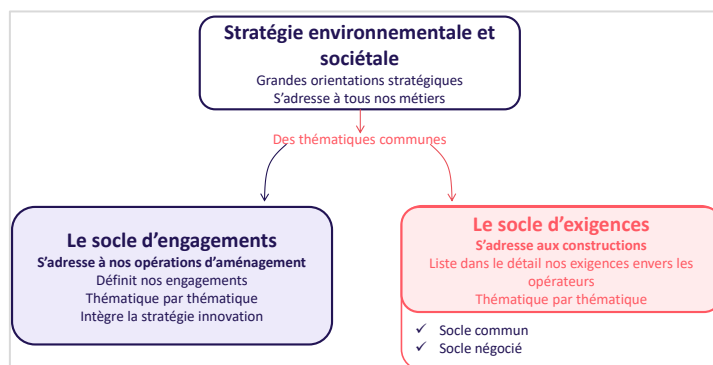 Stratégie environnementale et
sociétale
Grandes orientations stratégiques
S'adresse à tous nos métiers
Des thématiques communes
Le socle d'engagements
S'adresse à nos opérations d'aménagement
Définit nos engagements
Thématique par thématique
Intègre la stratégie innovation
Le socle d'exigences
S'adresse aux constructions
Liste dans le détail nos exigences envers les
opérateurs
Thématique par thématique
✓ Socle commun
✓ Socle négocié